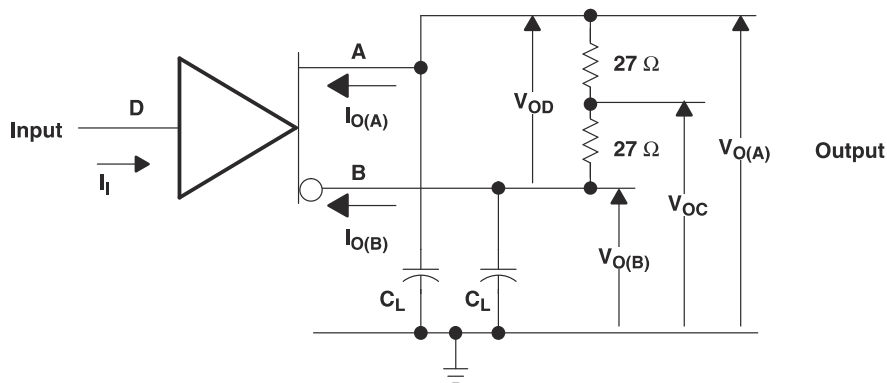 A
27 Ω
I_O(A)
V_OD
D
Input
27 Ω
V_O(A)
Output
B
I_I
V_OC
I_O(B)
V_O(B)
C_L
C_L